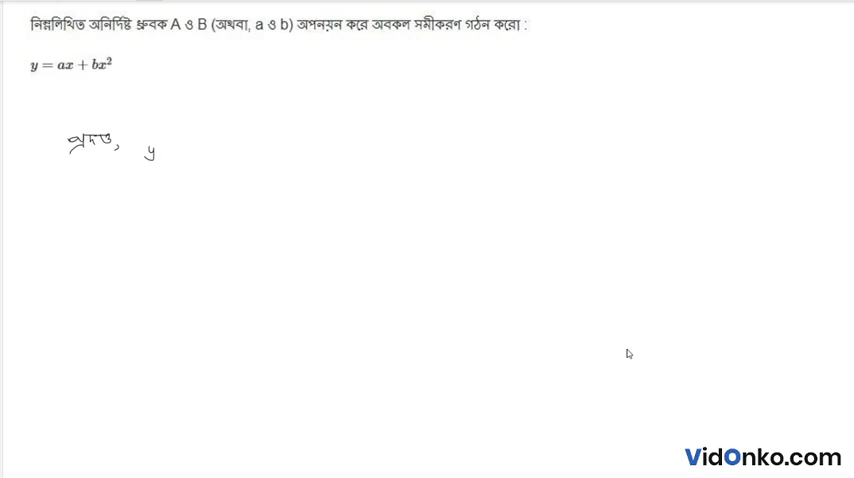 নিম্নলিখিত অনির্দিষ্ট ধ্রুবক A ও B (অথবা, a ও b) অপনয়ন করে অবকল সমীকরণ গঠন করো :
y = ax + bx²
প্রদত্ত, y
VidOnko.com